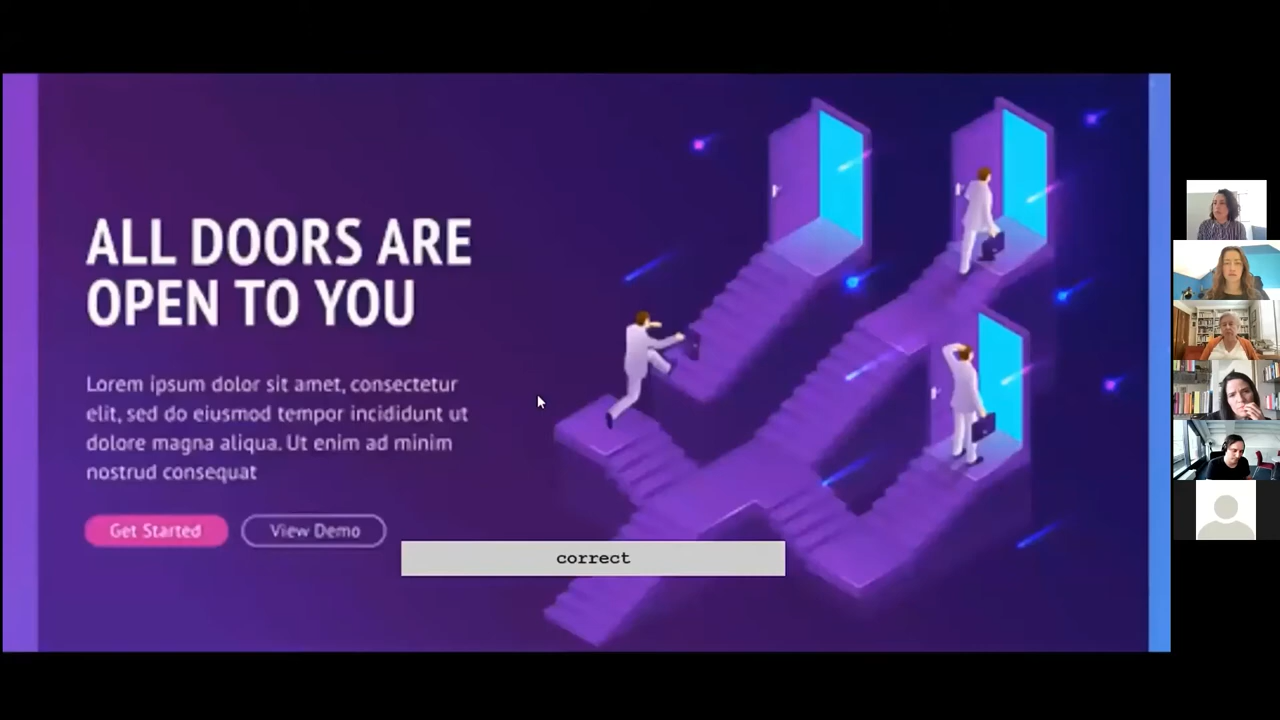 ALL DOORS ARE
OPEN TO YOU
Lorem ipsum dolor sit amet, consectetur
elit, sed do eiusmod tempor incididunt ut
dolore magna aliqua. Ut enim ad minim
nostrud consequat
Get Started
View Demo
correct